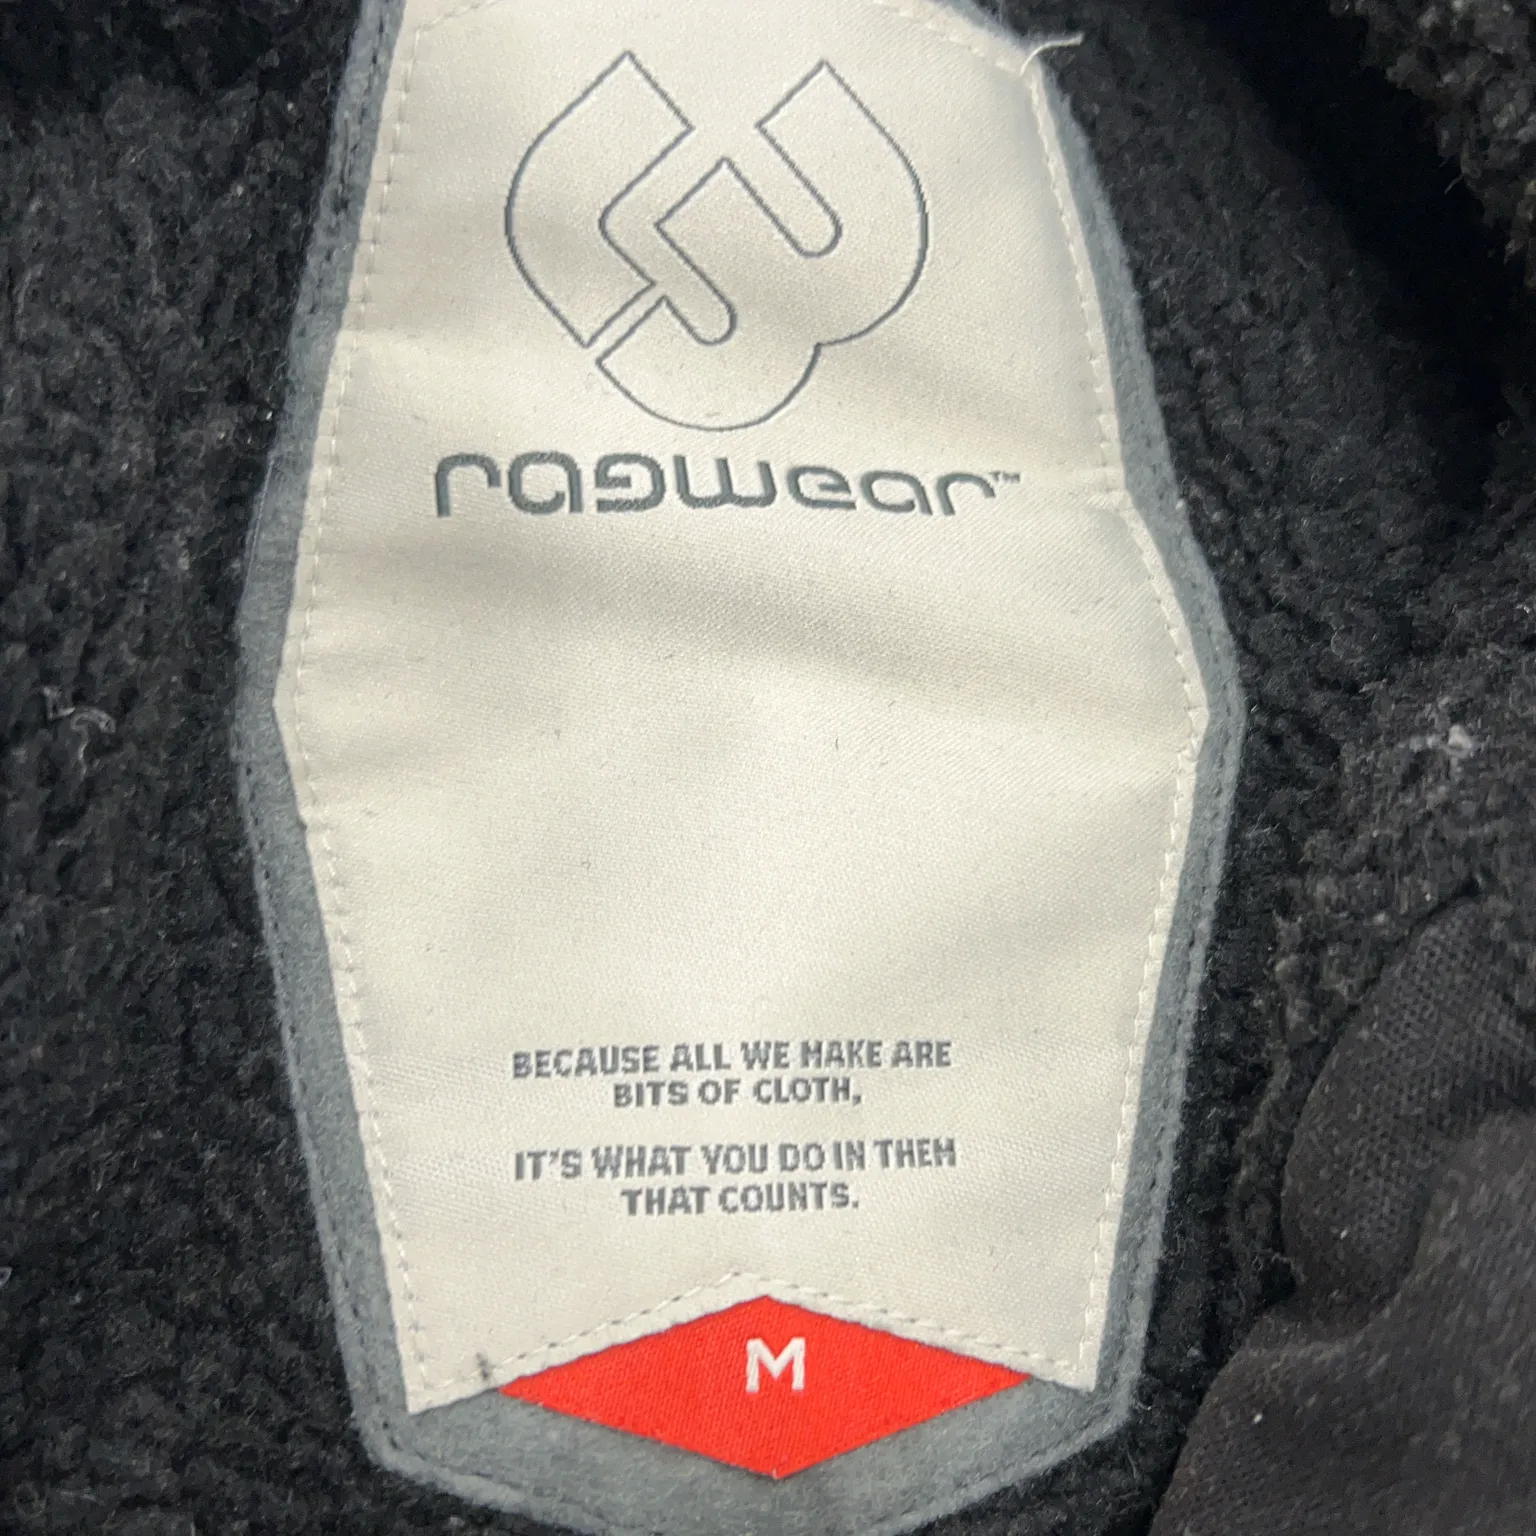 ragwear™
BECAUSE ALL WE MAKE ARE
BITS OF CLOTH,
IT'S WHAT YOU DO IN THEM
THAT COUNTS.
M